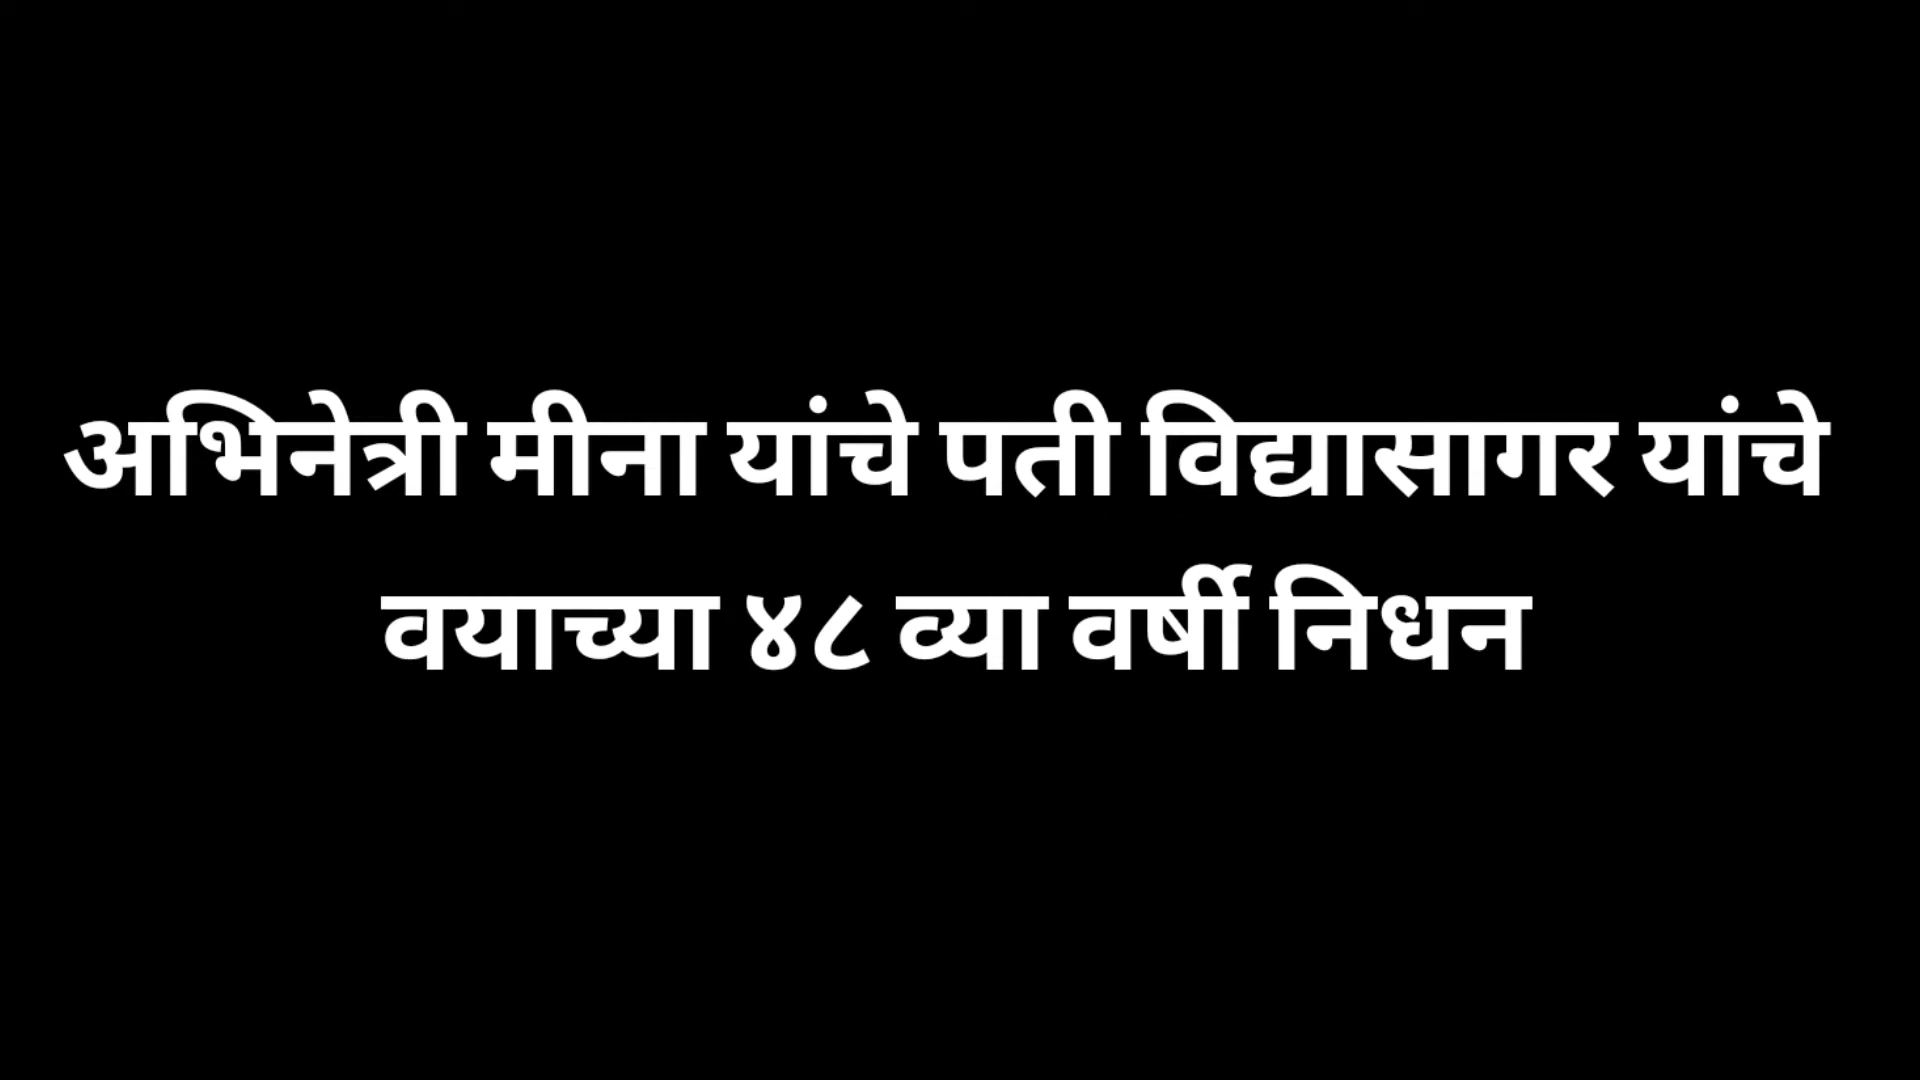 अभिनेत्री मीना यांचे पती विद्यासागर यांचे
वयाच्या ४८ व्या वर्षी निधन